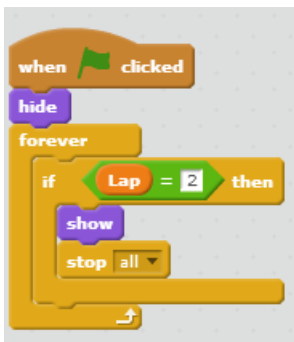 when clicked
hide
forever
if Lap = 2 then
show
stop all